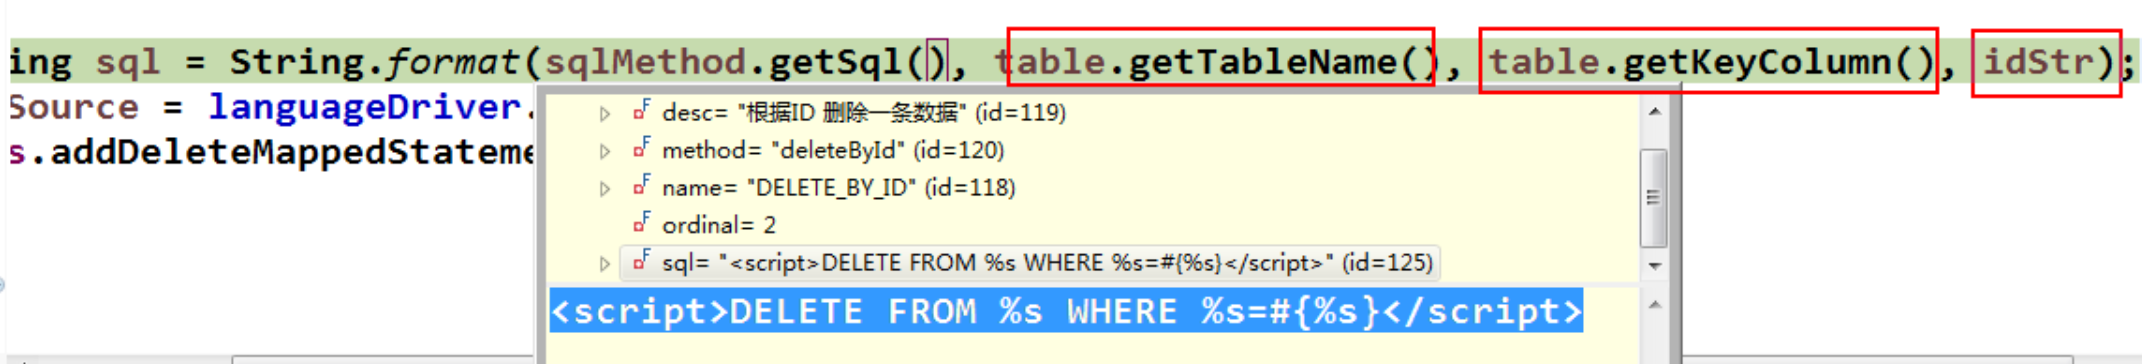 ing sql = String.format(sqlMethod.getSql(), table.getTableName(), table.getKeyColumn(), idStr);
Source = languageDriver.
s.addDeleteMappedStateme
desc= "根据ID 删除一条数据" (id=119)
method= "deleteById" (id=120)
name= "DELETE_BY_ID" (id=118)
ordinal= 2
sql= "<script>DELETE FROM %s WHERE %s=#{%s}</script>" (id=125)
<script>DELETE FROM %s WHERE %s=#{%s}</script>